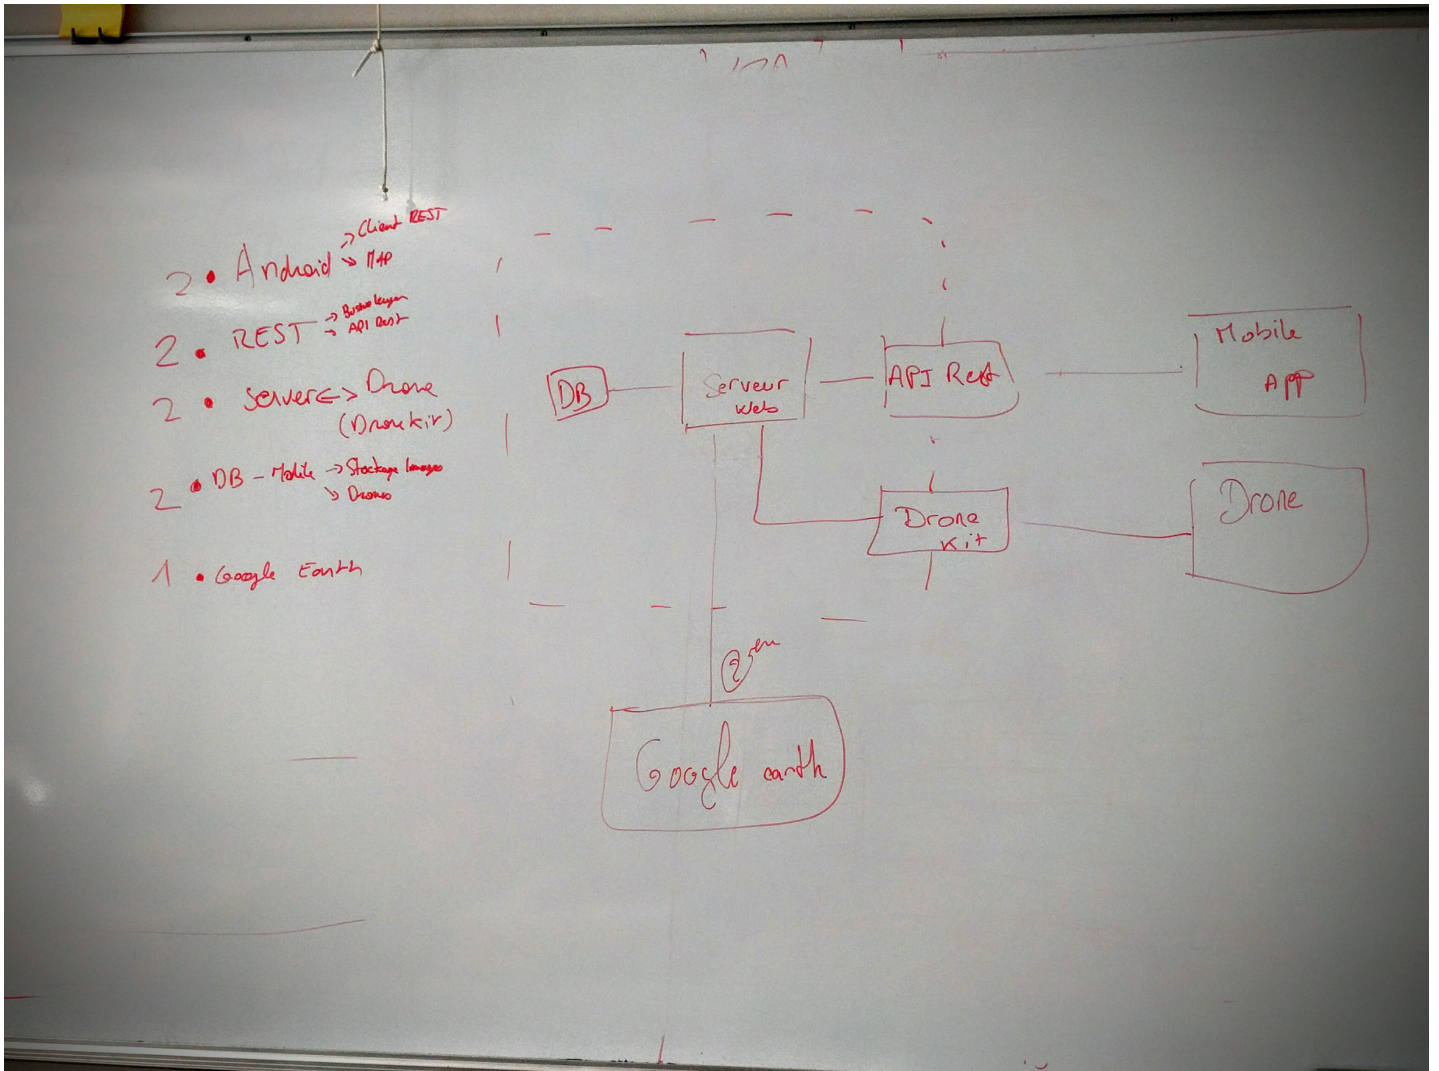 2 • Android → Client REST
↘ MAP
2 • REST →
→ API Rest
2 • Server <-> Drone
(Dronekit)
2 • DB - Mobile → Stockage Images
↘ Drones
1 • Google Earth
DB
Serveur
Web
API Rest
Mobile
App
Drone
Kit
Drone
Google earth